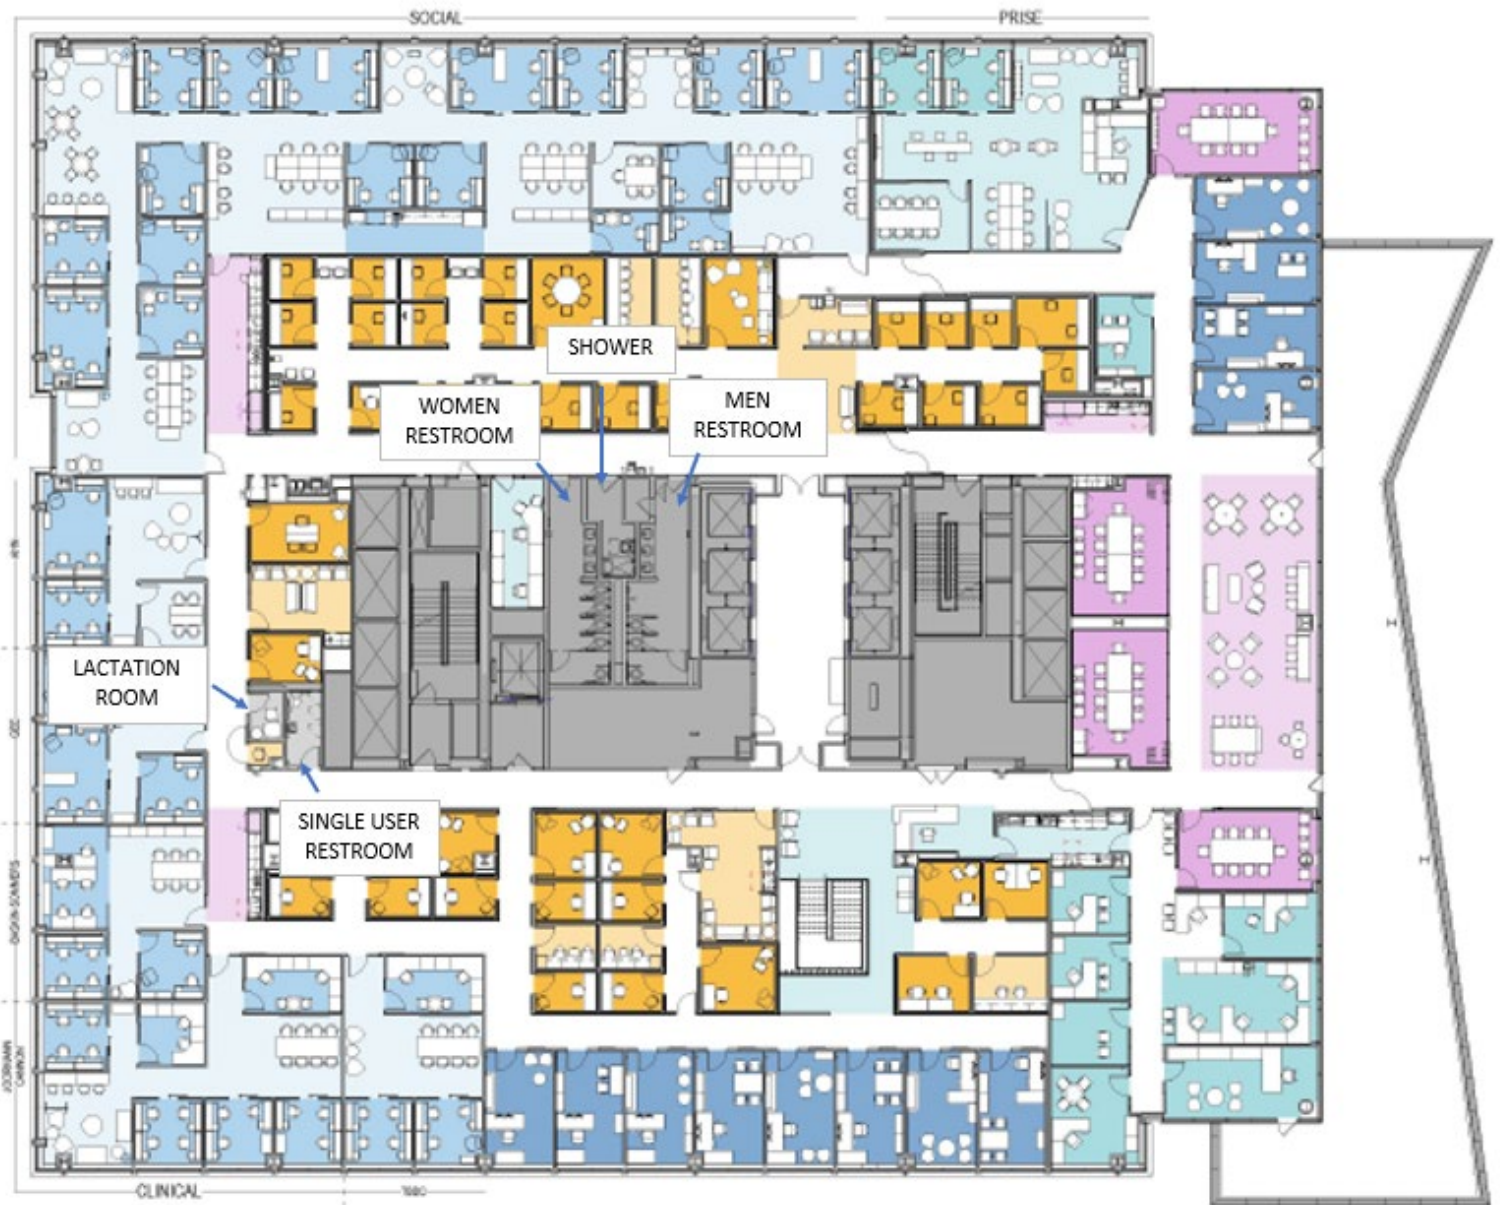 SOCIAL
PRISE
SHOWER
WOMEN
RESTROOM
MEN
RESTROOM
LACTATION
ROOM
SINGLE USER
RESTROOM
CLINICAL